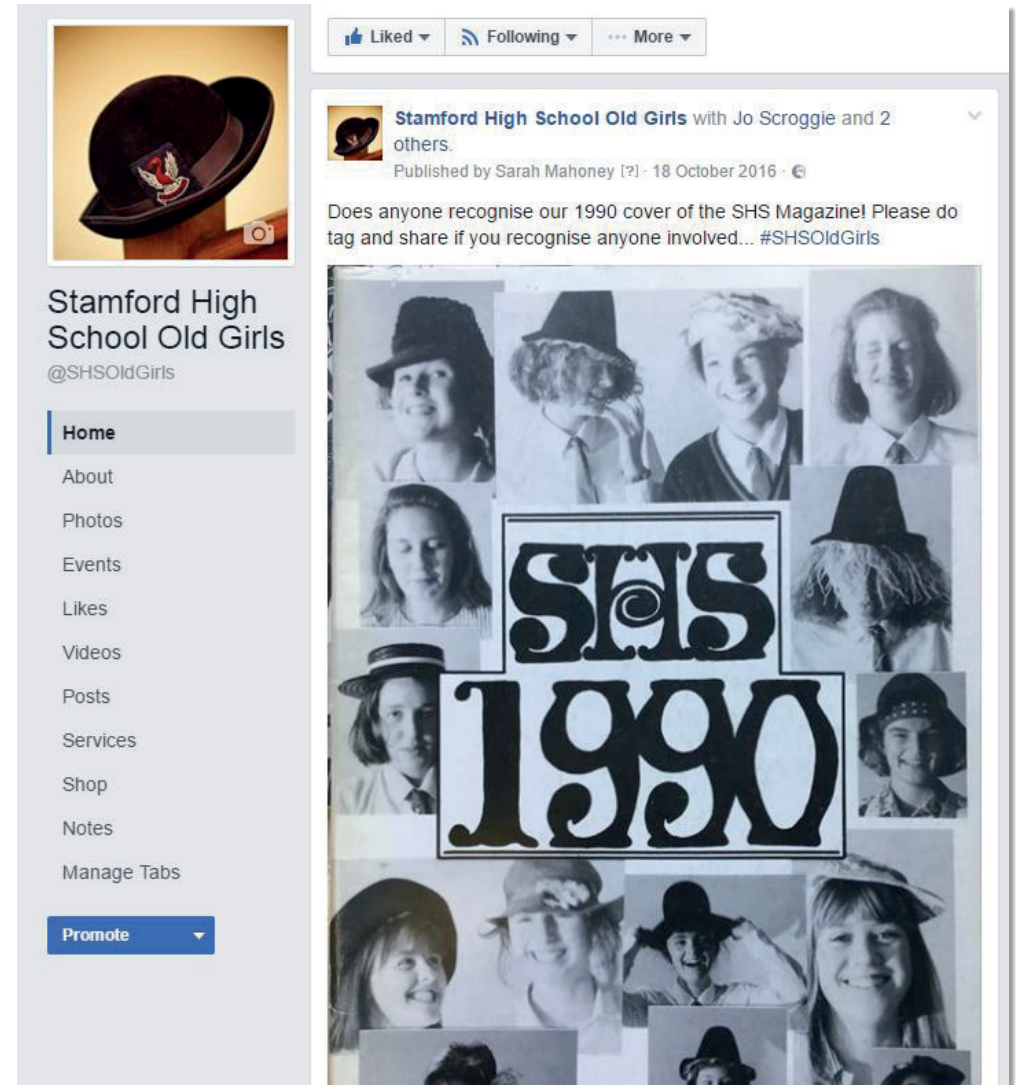 Liked
Following
More
Stamford High School Old Girls with Jo Scroggie and 2
others.
Published by Sarah Mahoney [?] · 18 October 2016 ·
Does anyone recognise our 1990 cover of the SHS Magazine! Please do
tag and share if you recognise anyone involved... #SHSOldGirls
Stamford High
School Old Girls
@SHSOldGirls
Home
About
Photos
Events
Likes
Videos
Posts
Services
Shop
Notes
Manage Tabs
Promote
SHS
1990